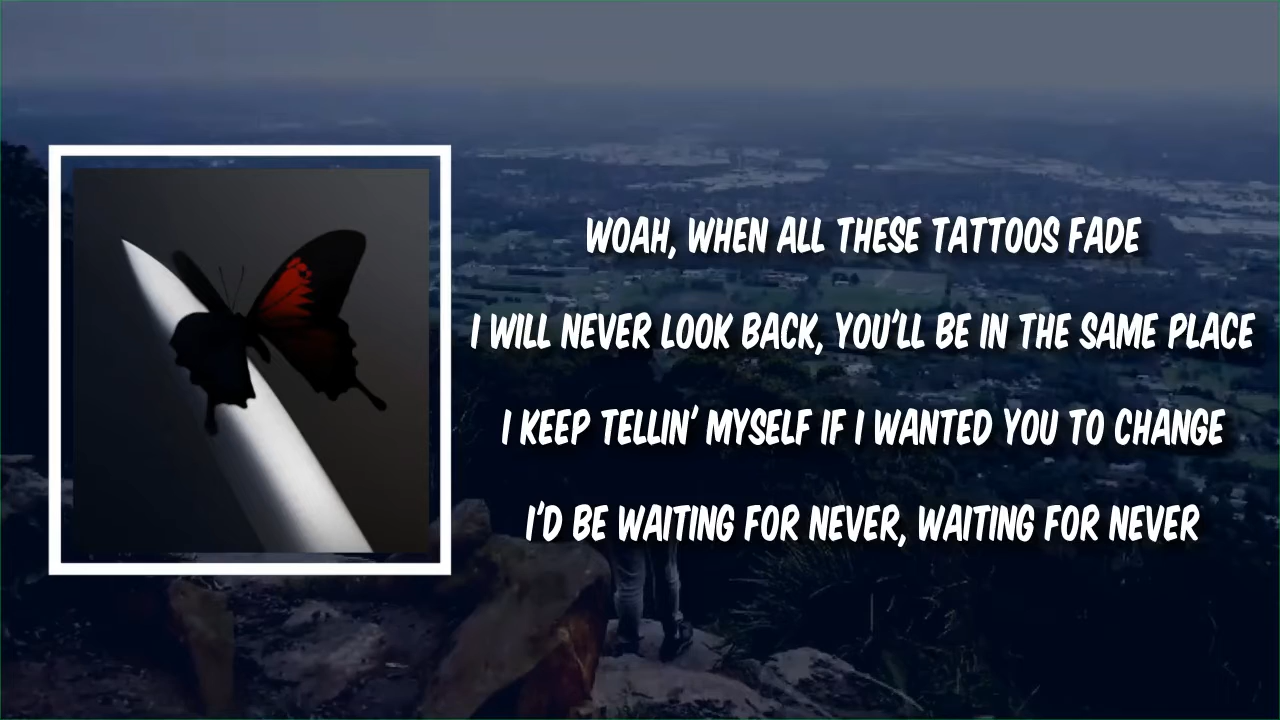 WOAH, WHEN ALL THESE TATTOOS FADE
I WILL NEVER LOOK BACK, YOU'LL BE IN THE SAME PLACE
I KEEP TELLIN' MYSELF IF I WANTED YOU TO CHANGE
I'D BE WAITING FOR NEVER, WAITING FOR NEVER